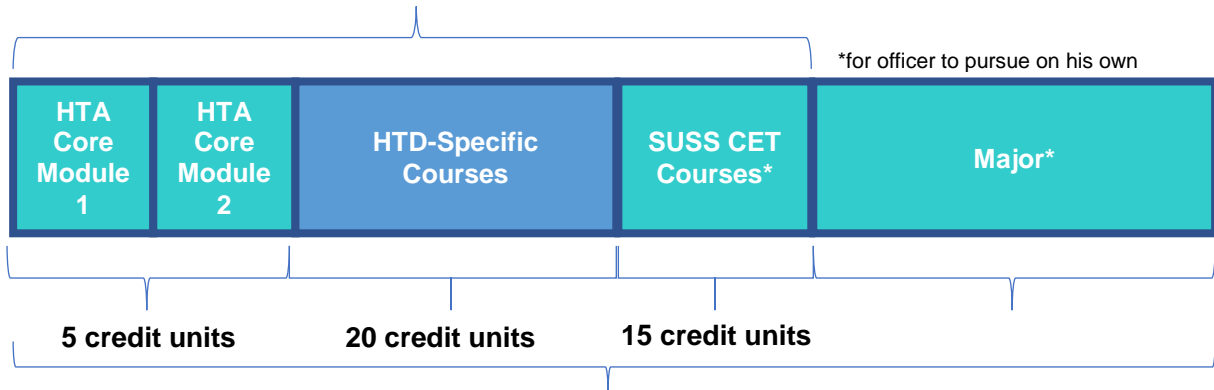 *for officer to pursue on his own
HTA
Core
Module
1
HTA
Core
Module
2
HTD-Specific
Courses
SUSS CET
Courses*
Major*
5 credit units
20 credit units
15 credit units